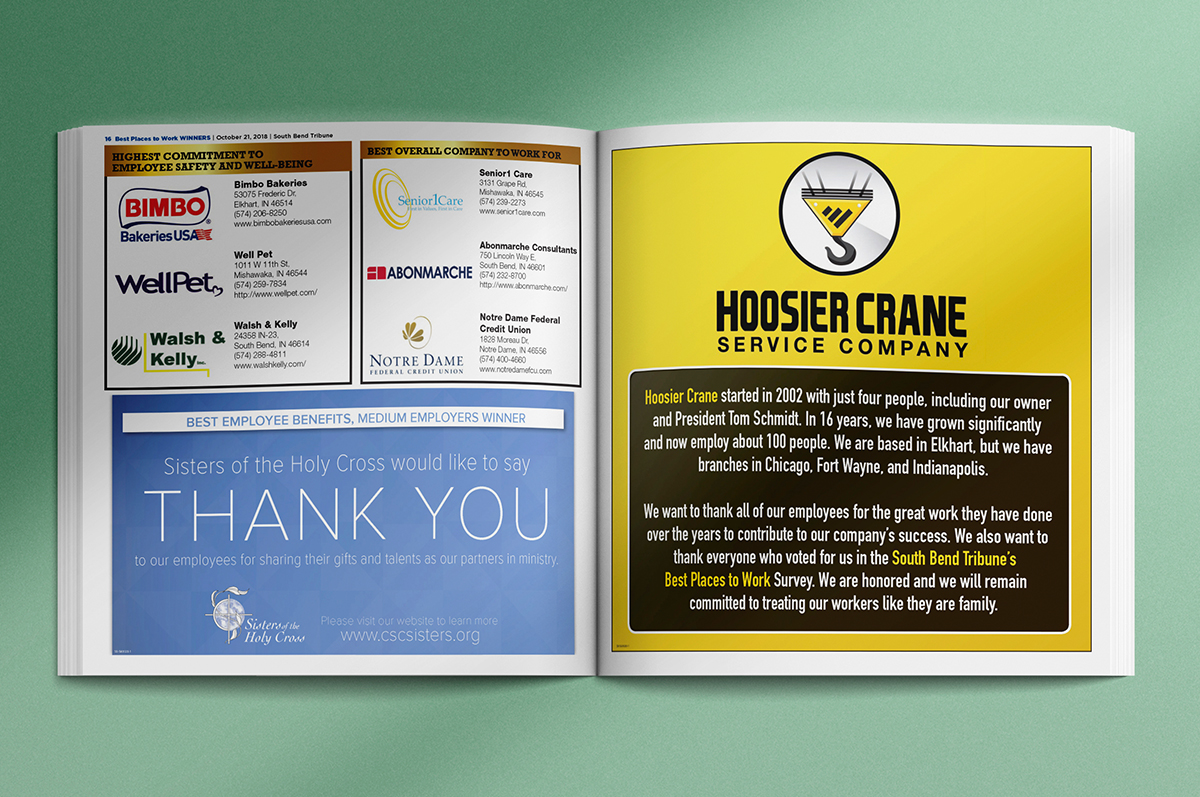 16 Best Places to Work WINNERS | October 21, 2018 | South Bend Tribune
HIGHEST COMMITMENT TO
EMPLOYEE SAFETY AND WELL-BEING
BIMBO
®
Bakeries USA
Bimbo Bakeries
53075 Frederic Dr,
Elkhart, IN 46514
(574) 206-8250
www.bimbobakeriesusa.com
WellPet
Well Pet
1011 W 11th St,
Mishawaka, IN 46544
(574) 259-7834
http://www.wellpet.com/
Walsh &
Kelly Inc.
Walsh & Kelly
24358 IN-23,
South Bend, IN 46614
(574) 288-4811
www.walshkelly.com/
BEST OVERALL COMPANY TO WORK FOR
Senior1Care
First in Values, First in Care
Senior1 Care
3131 Grape Rd,
Mishawaka, IN 46545
(574) 239-2273
www.senior1care.com
ABONMARCHE
Abonmarche Consultants
750 Lincoln Way E,
South Bend, IN 46601
(574) 232-8700
http://www.abonmarche.com/
NOTRE DAME
FEDERAL CREDIT UNION
Notre Dame Federal
Credit Union
1828 Moreau Dr,
Notre Dame, IN 46556
(574) 400-4660
www.notredamefcu.com/
BEST EMPLOYEE BENEFITS, MEDIUM EMPLOYERS WINNER
Sisters of the Holy Cross would like to say
THANK YOU
to our employees for sharing their gifts and talents as our partners in ministry.
Sisters of the
Holy Cross
Please visit our website to learn more
www.cscsisters.org
HOOSIER CRANE
SERVICE COMPANY
Hoosier Crane started in 2002 with just four people, including our owner
and President Tom Schmidt. In 16 years, we have grown significantly
and now employ about 100 people. We are based in Elkhart, but we have
branches in Chicago, Fort Wayne, and Indianapolis.
We want to thank all of our employees for the great work they have done
over the years to contribute to our company's success. We also want to
thank everyone who voted for us in the South Bend Tribune's
Best Places to Work Survey. We are honored and we will remain
committed to treating our workers like they are family.